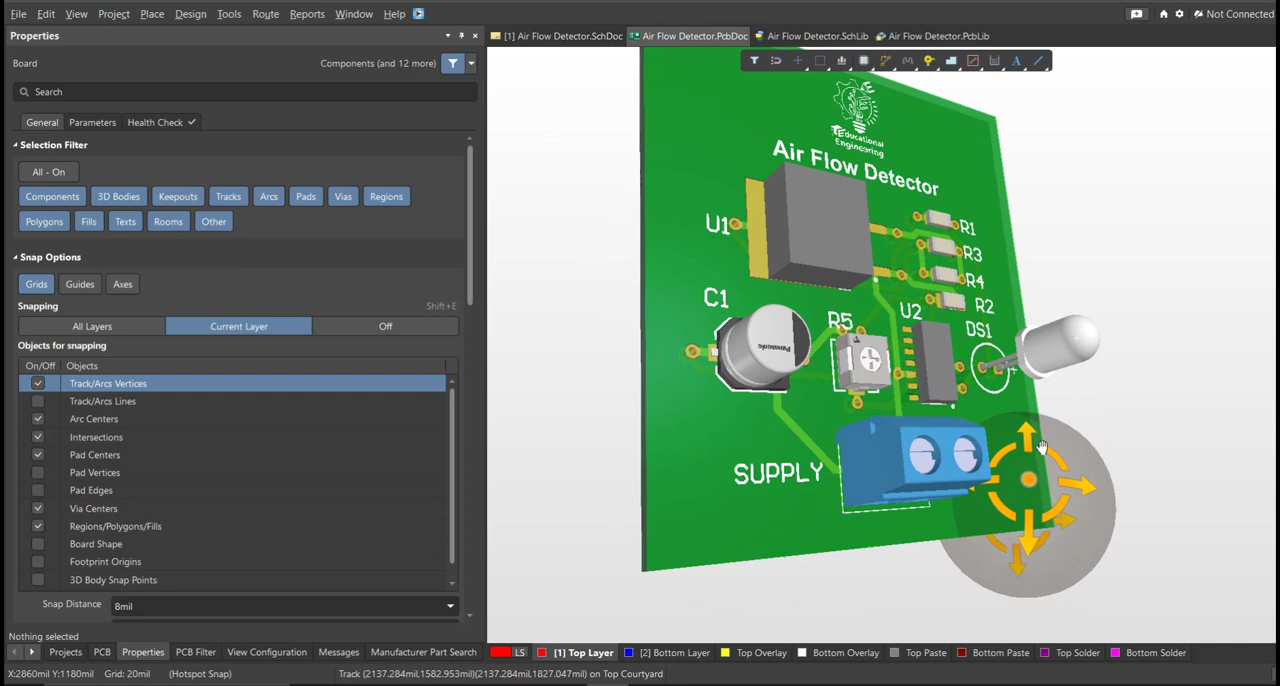 File Edit View Project Place Design Tools Route Reports Window Help
Not Connected
Properties
[1] Air Flow Detector.SchDoc Air Flow Detector.PcbDoc Air Flow Detector.SchLib Air Flow Detector.PcbLib
Board Components (and 12 more)
Search
General Parameters Health Check
Selection Filter
All - On
Components 3D Bodies Keepouts Tracks Arcs Pads Vias Regions
Polygons Fills Texts Rooms Other
Snap Options
Grids Guides Axes
Snapping Shift+E
All Layers Current Layer Off
Objects for snapping
On/Off Objects
Track/Arcs Vertices
Track/Arcs Lines
Arc Centers
Intersections
Pad Centers
Pad Vertices
Pad Edges
Via Centers
Regions/Polygons/Fills
Board Shape
Footprint Origins
3D Body Snap Points
Snap Distance 8mil
Nothing selected
Educational
Engineering
Air Flow Detector
U1
R1
R3
R4
R2
C1
R5
U2
DS1
Panasonic
+
SUPPLY
Projects PCB Properties PCB Filter View Configuration Messages Manufacturer Part Search
LS [1] Top Layer [2] Bottom Layer Top Overlay Bottom Overlay Top Paste Bottom Paste Top Solder Bottom Solder
X:2860mil Y:1180mil Grid: 20mil (Hotspot Snap) Track (2137.284mil,1582.953mil)(2137.284mil,1827.047mil) on Top Courtyard